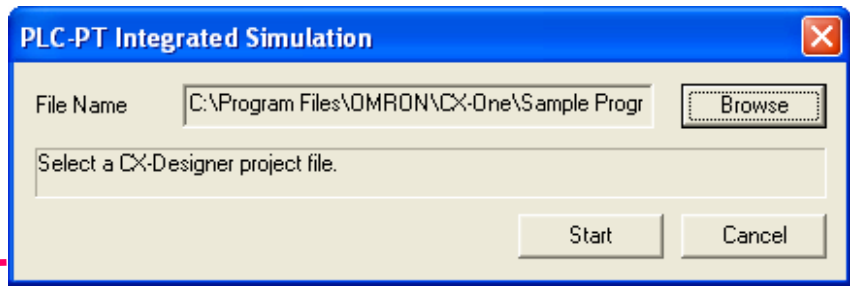 PLC-PT Integrated Simulation
File Name C:\Program Files\OMRON\CX-One\Sample Progr Browse
Select a CX-Designer project file.
Start Cancel